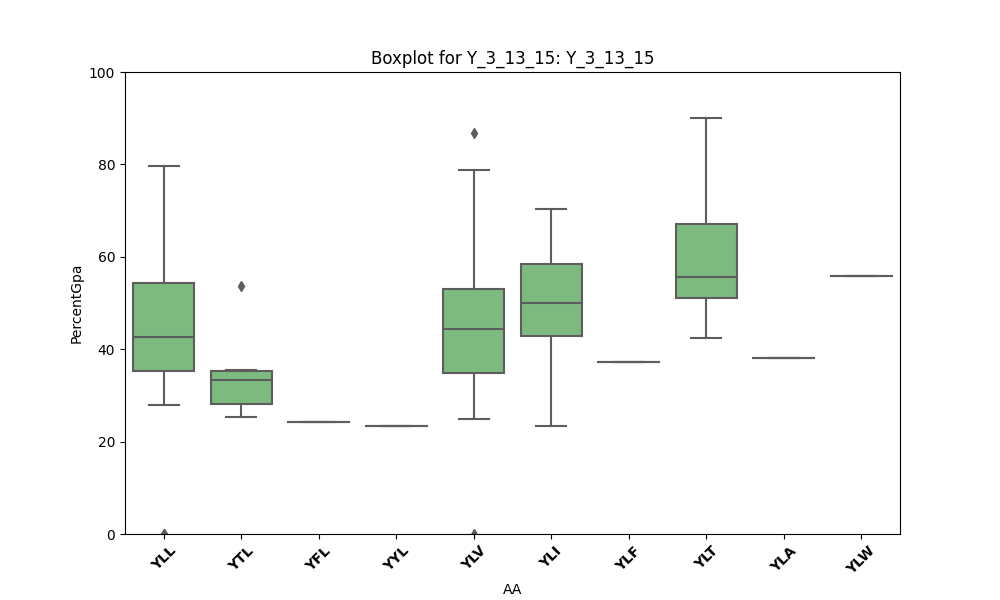 Boxplot for Y_3_13_15: Y_3_13_15
100
80
60
40
20
0
PercentGpa
YLL
YTL
YFL
YYL
YLV
YLI
YLF
YLT
YLA
YLW
AA